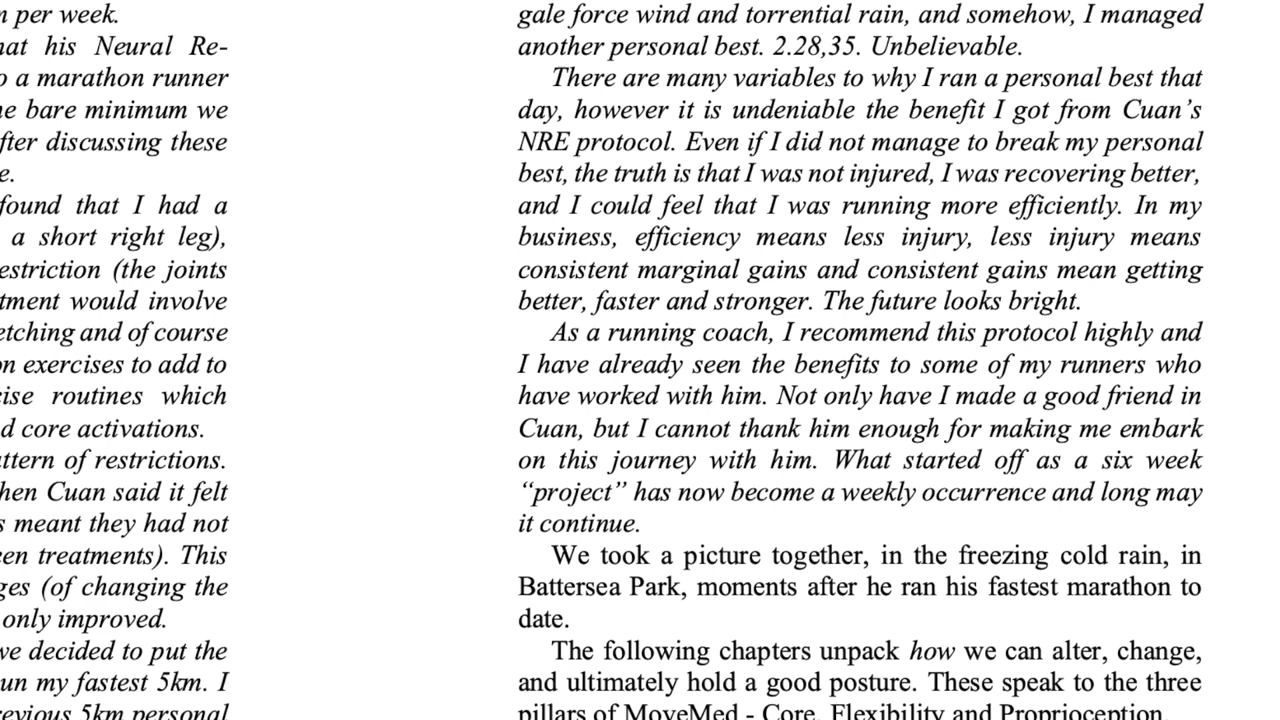 n per week.
hat his Neural Re-
o a marathon runner
ne bare minimum we
fter discussing these
e.
found that I had a
a short right leg),
estriction (the joints
tment would involve
etching and of course
on exercises to add to
cise routines which
d core activations.
ttern of restrictions.
hen Cuan said it felt
s meant they had not
een treatments). This
ges (of changing the
only improved.
we decided to put the
un my fastest 5km. I
revious 5km personal
gale force wind and torrential rain, and somehow, I managed
another personal best. 2.28,35. Unbelievable.
There are many variables to why I ran a personal best that
day, however it is undeniable the benefit I got from Cuan’s
NRE protocol. Even if I did not manage to break my personal
best, the truth is that I was not injured, I was recovering better,
and I could feel that I was running more efficiently. In my
business, efficiency means less injury, less injury means
consistent marginal gains and consistent gains mean getting
better, faster and stronger. The future looks bright.
As a running coach, I recommend this protocol highly and
I have already seen the benefits to some of my runners who
have worked with him. Not only have I made a good friend in
Cuan, but I cannot thank him enough for making me embark
on this journey with him. What started off as a six week
“project” has now become a weekly occurrence and long may
it continue.
We took a picture together, in the freezing cold rain, in
Battersea Park, moments after he ran his fastest marathon to
date.
The following chapters unpack how we can alter, change,
and ultimately hold a good posture. These speak to the three
pillars of MoveMed - Core, Flexibility and Proprioception.